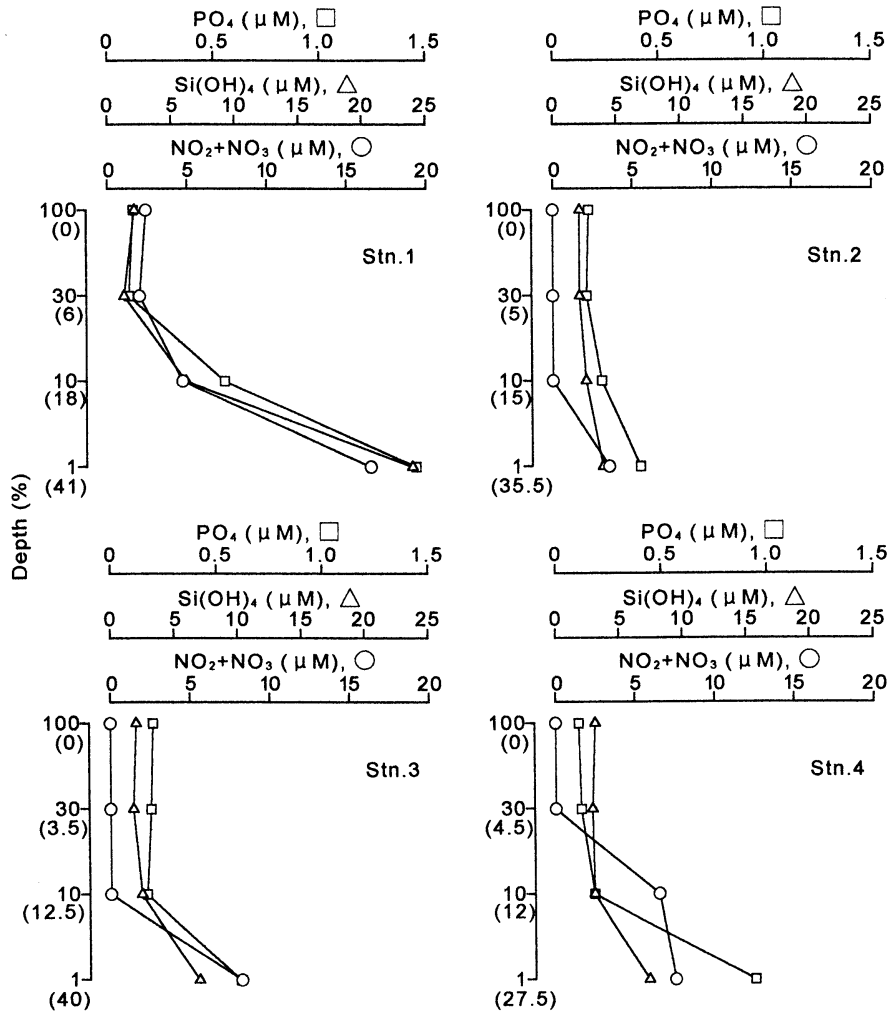 PO₄ (μM), □
0 0.5 1.0 1.5
Si(OH)₄ (μM), △
0 5 10 15 20 25
NO₂+NO₃ (μM), ○
0 5 10 15 20
100
(0)
30
(6)
10
(18)
1
(41)
Stn.1
PO₄ (μM), □
0 0.5 1.0 1.5
Si(OH)₄ (μM), △
0 5 10 15 20 25
NO₂+NO₃ (μM), ○
0 5 10 15 20
100
(0)
30
(5)
10
(15)
1
(35.5)
Stn.2
Depth (%)
PO₄ (μM), □
0 0.5 1.0 1.5
Si(OH)₄ (μM), △
0 5 10 15 20 25
NO₂+NO₃ (μM), ○
0 5 10 15 20
100
(0)
30
(3.5)
10
(12.5)
1
(40)
Stn.3
PO₄ (μM), □
0 0.5 1.0 1.5
Si(OH)₄ (μM), △
0 5 10 15 20 25
NO₂+NO₃ (μM), ○
0 5 10 15 20
100
(0)
30
(4.5)
10
(12)
1
(27.5)
Stn.4